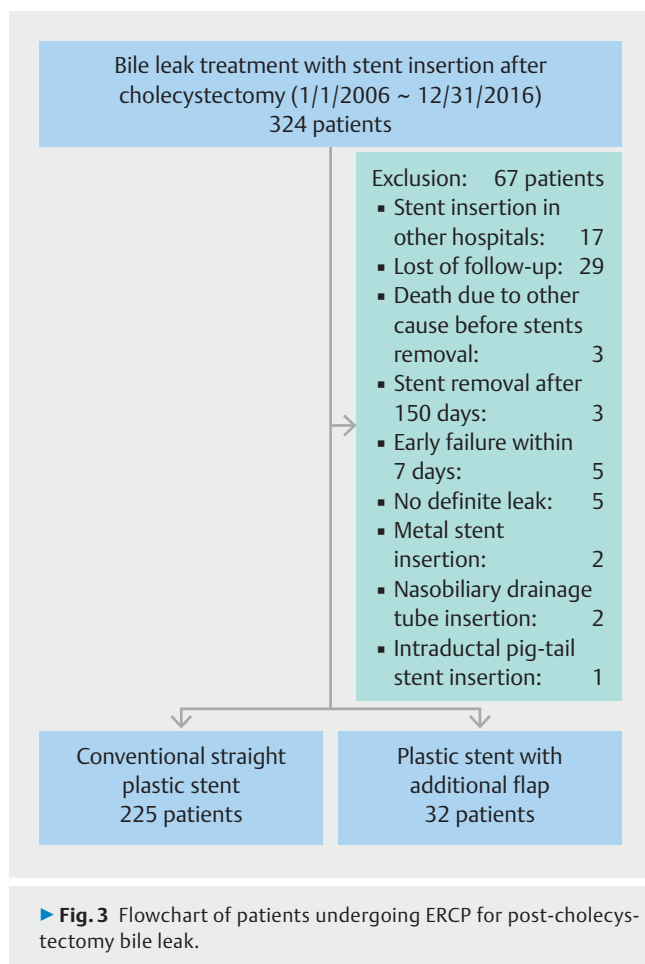 Bile leak treatment with stent insertion after
cholecystectomy (1/1/2006 ~ 12/31/2016)
324 patients
Exclusion: 67 patients
▪ Stent insertion in
other hospitals: 17
▪ Lost of follow-up: 29
▪ Death due to other
cause before stents
removal: 3
▪ Stent removal after
150 days: 3
▪ Early failure within
7 days: 5
▪ No definite leak: 5
▪ Metal stent
insertion: 2
▪ Nasobiliary drainage
tube insertion: 2
▪ Intraductal pig-tail
stent insertion: 1
Conventional straight
plastic stent
225 patients
Plastic stent with
additional flap
32 patients
▶ Fig. 3 Flowchart of patients undergoing ERCP for post-cholecys-
tectomy bile leak.